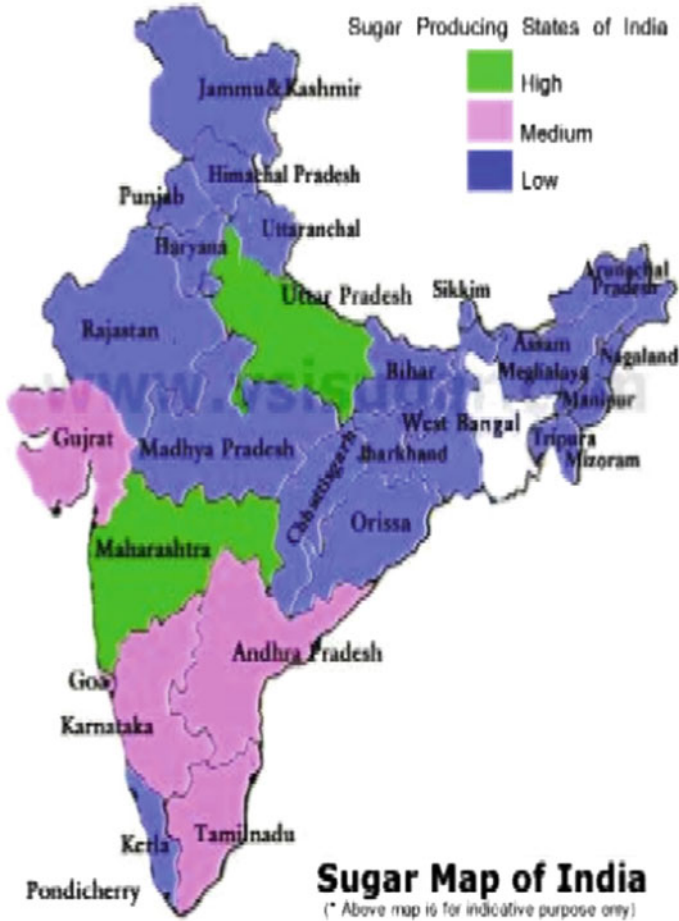 Sugar Producing States of India
High
Medium
Low
Jammu&Kashmir
Himachal Pradesh
Punjab
Uttaranchal
Haryana
Uttar Pradesh
Sikkim
Arunachal
Pradesh
Rajastan
Assam
Nagaland
Bihar
Meghalaya
Manipur
West Bangal
Gujrat
Madhya Pradesh
Jharkhand
Tripura
Mizoram
Chhattisgarh
Orissa
Maharashtra
Andhra Pradesh
Goa
Karnataka
Kerla
Tamilnadu
Pondicherry
Sugar Map of India
(* Above map is for indicative purpose only)